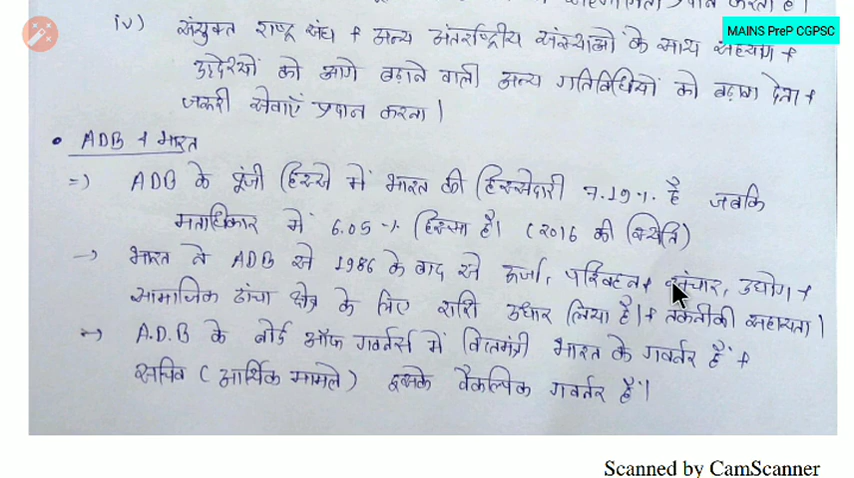 प्रदान करता है।
MAINS PreP CGPSC
iv) संयुक्त राष्ट्र संघ + अन्य अंतर्राष्ट्रीय संस्थाओं के साथ सहयोग +
उद्देश्यों को आगे बढ़ाने वाली अन्य गतिविधियों को बढ़ावा देना +
जरूरी सेवाएं प्रदान करना।
• ADB + भारत
=) ADB के पूंजी हिस्से में भारत की हिस्सेदारी 7.19% है जबकि
मताधिकार में 6.05% हिस्सा है। (2016 की स्थिति)
→ भारत ने ADB से 1986 के बाद से ऊर्जा, परिवहन + संचार, उद्योग +
सामाजिक ढांचा क्षेत्र के लिए राशि उधार लिया है। + तकनीकी सहायता।
→ A.D.B के बोर्ड ऑफ गवर्नर्स में वित्तमंत्री भारत के गवर्नर हैं +
सचिव (आर्थिक मामले) इसके वैकल्पिक गवर्नर हैं।
Scanned by CamScanner